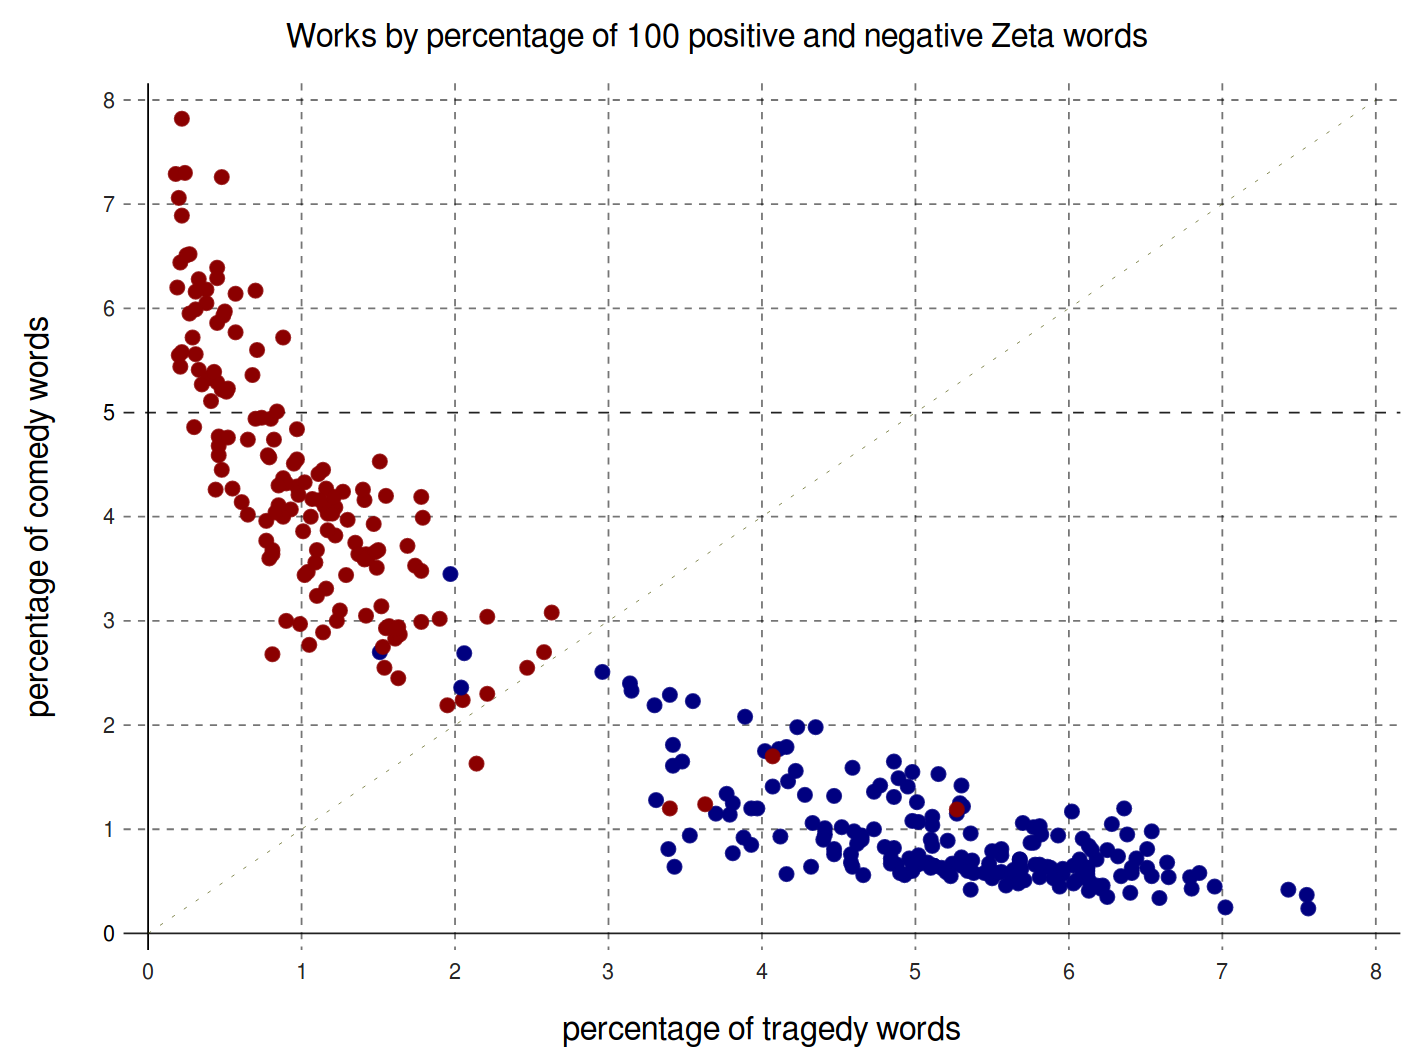 Works by percentage of 100 positive and negative Zeta words
8
7
6
5
4
3
2
1
0
percentage of comedy words
0 1 2 3 4 5 6 7 8
percentage of tragedy words